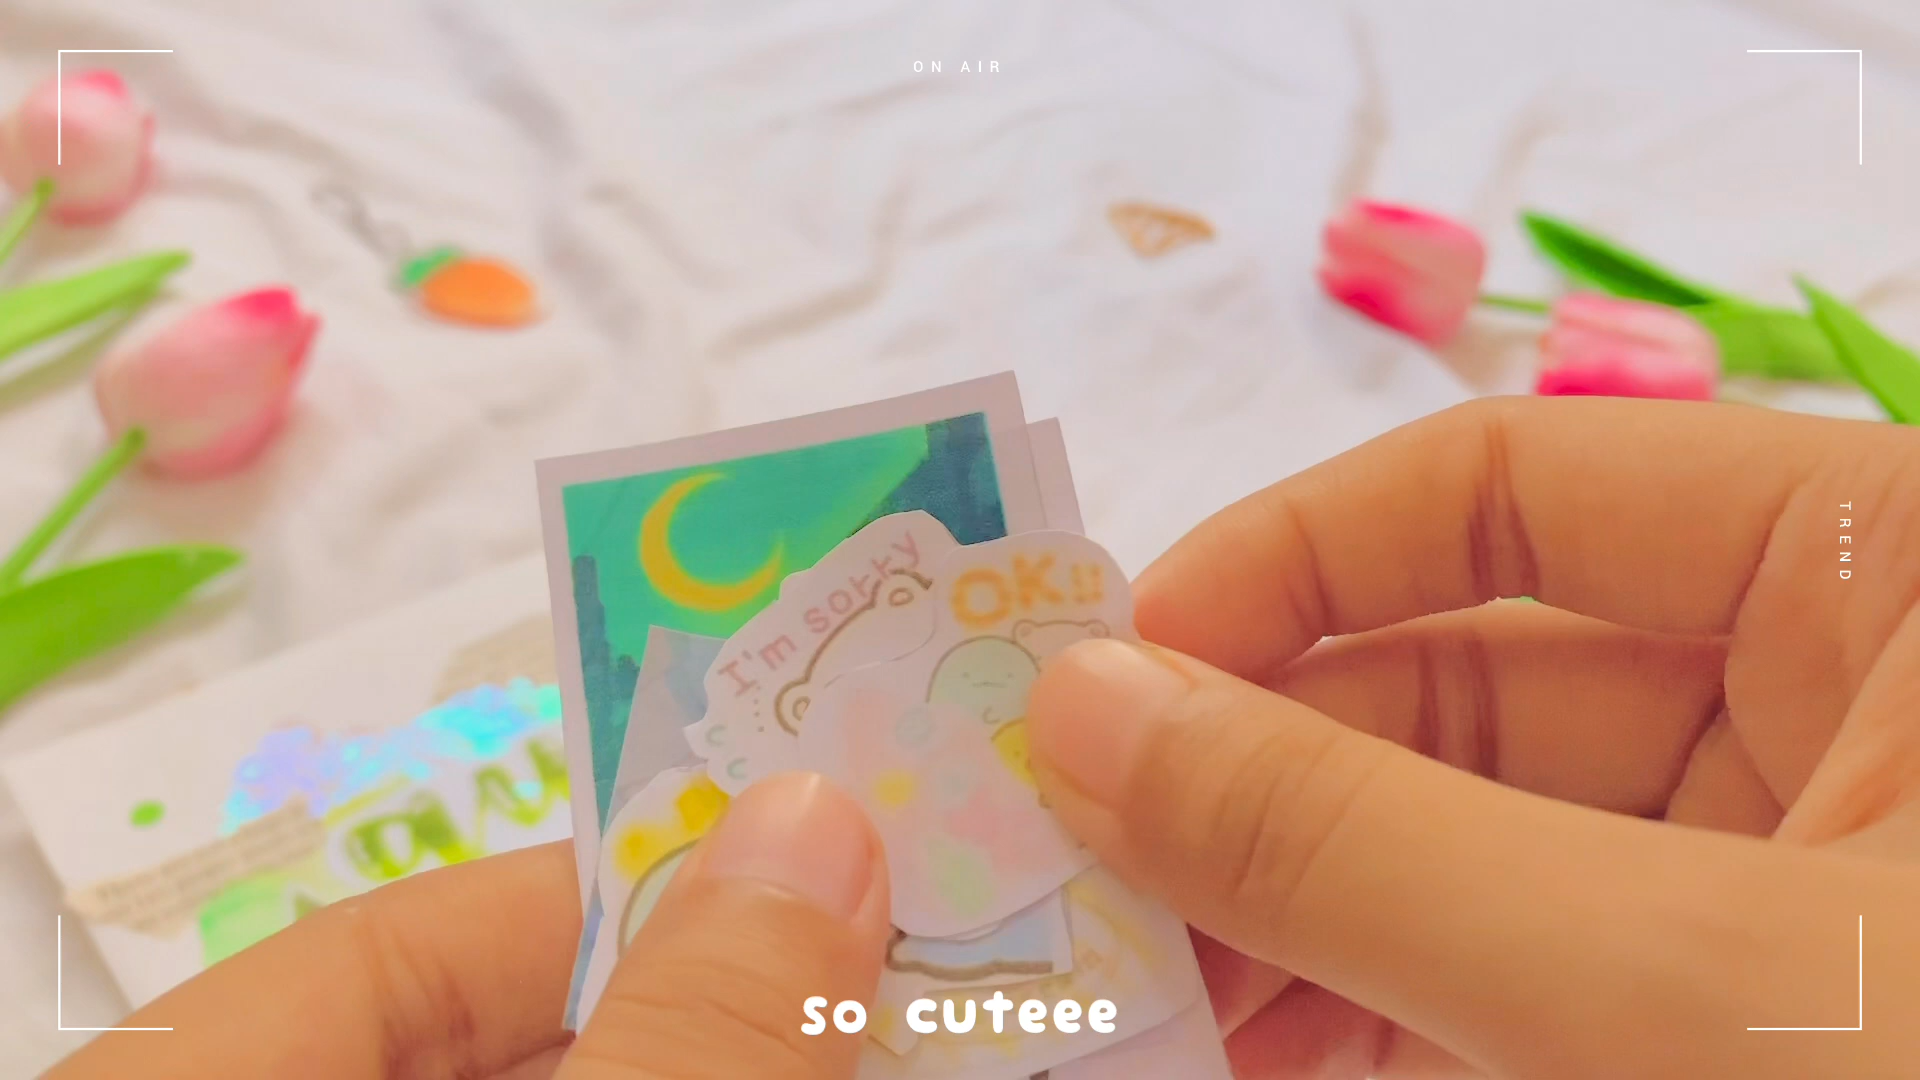 ON AIR
TREND
I'm sorry
....
OK!!
so cuteee